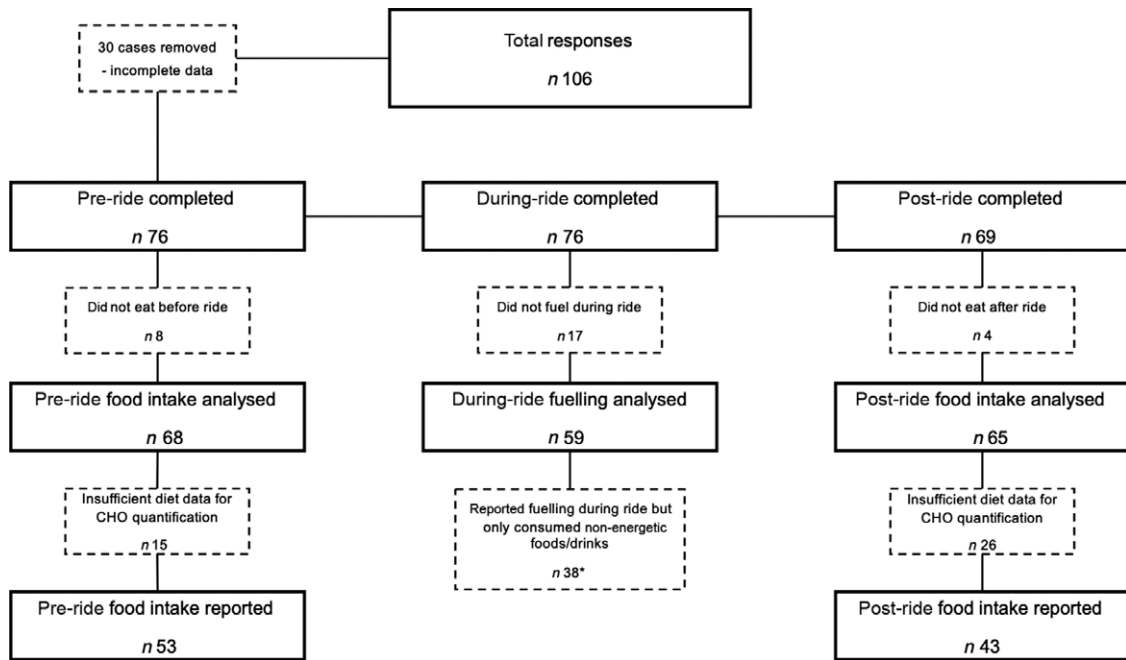 30 cases removed
- incomplete data
Total responses
n 106
Pre-ride completed
n 76
During-ride completed
n 76
Post-ride completed
n 69
Did not eat before ride
n 8
Did not fuel during ride
n 17
Did not eat after ride
n 4
Pre-ride food intake analysed
n 68
During-ride fuelling analysed
n 59
Post-ride food intake analysed
n 65
Insufficient diet data for
CHO quantification
n 15
Reported fuelling during ride but
only consumed non-energetic
foods/drinks
n 38*
Insufficient diet data for
CHO quantification
n 26
Pre-ride food intake reported
n 53
Post-ride food intake reported
n 43